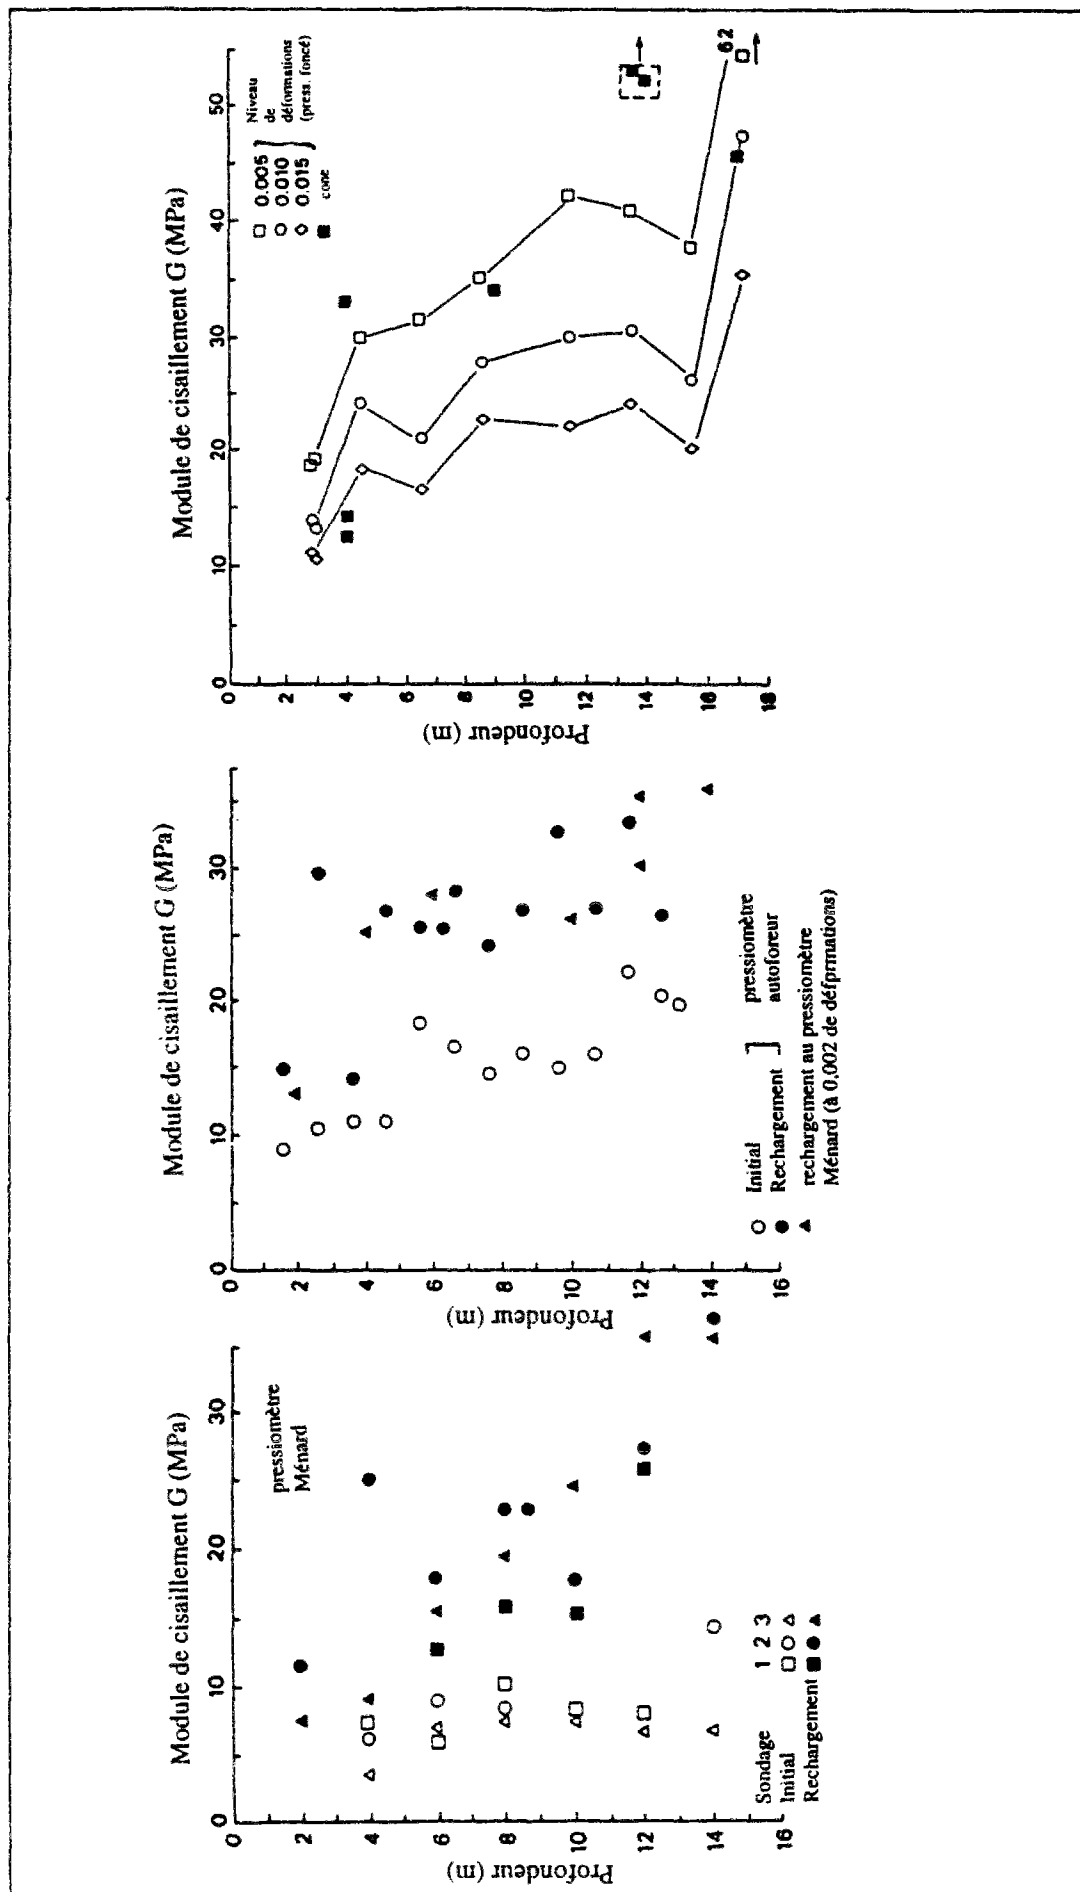 Module de cisaillement G (MPa)
0 10 20 30
pressiomètre
Ménard
Profondeur (m)
0
2
4
6
8
10
12
14
16
Sondage 1 2 3
Initial
Rechargement
Module de cisaillement G (MPa)
0 10 20 30
Profondeur (m)
0
2
4
6
8
10
12
14
16
Initial
Rechargement
pressiomètre
autoforeur
rechargement au pressiomètre
Ménard (à 0,002 de défprmations)
Module de cisaillement G (MPa)
0 10 20 30 40 50
0.005
0.010
0.015
cone
Niveau
de
déformations
(press. foncé)
62
Profondeur (m)
0
2
4
6
8
10
12
14
16
18